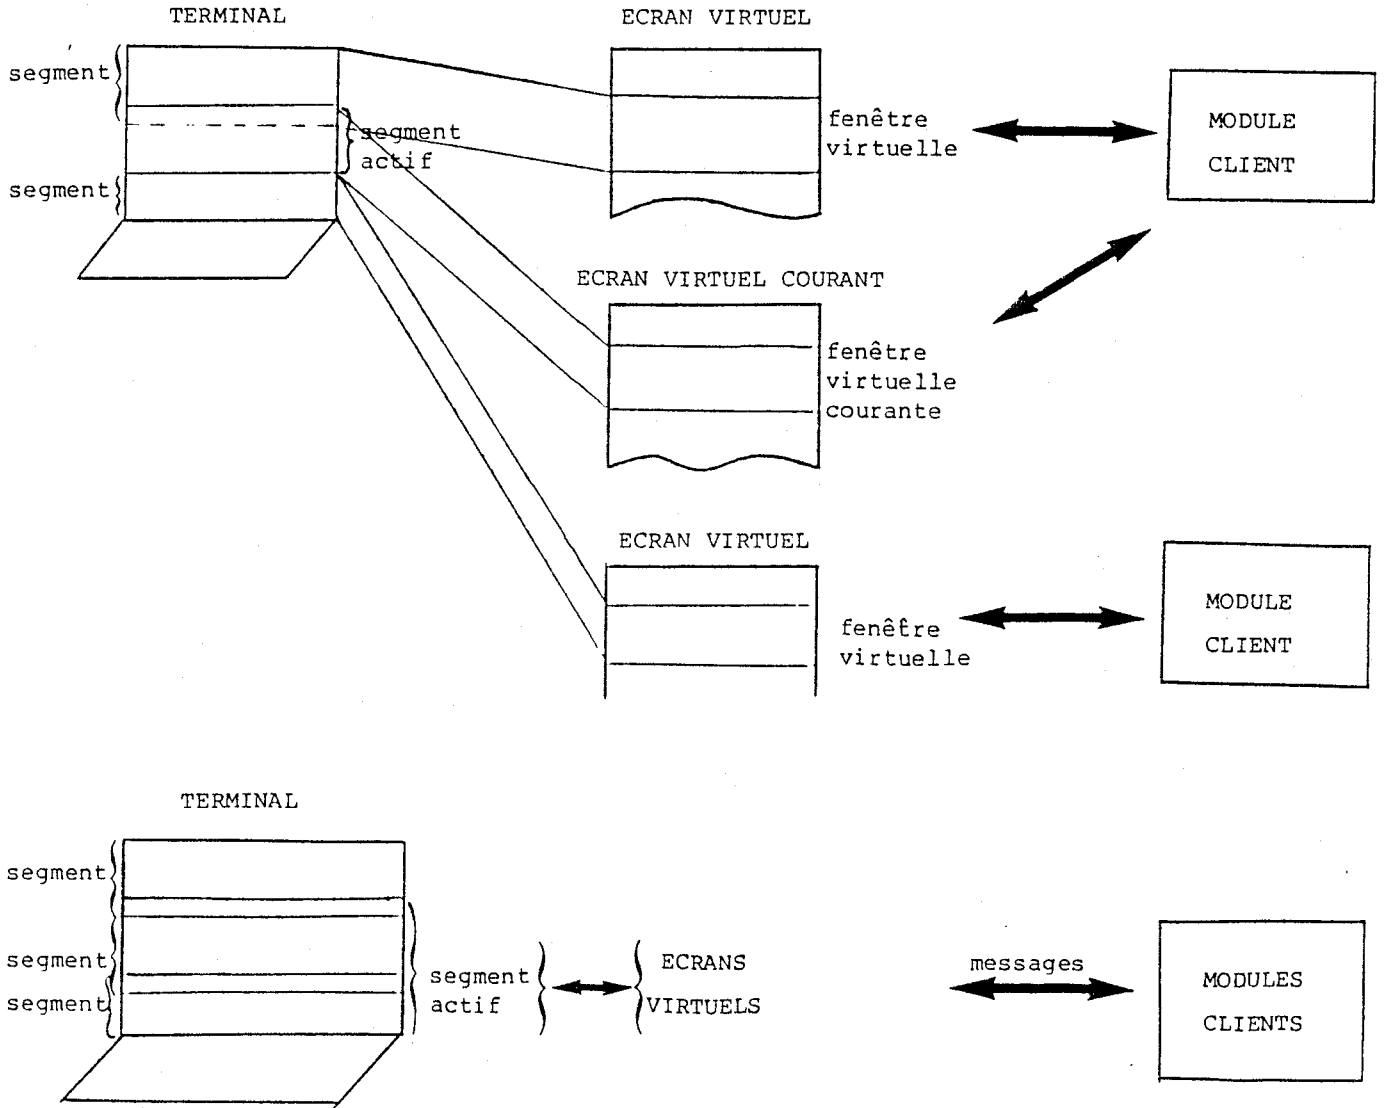 TERMINAL
ECRAN VIRTUEL
segment
segment
actif
segment
fenêtre
virtuelle
MODULE
CLIENT
ECRAN VIRTUEL COURANT
fenêtre
virtuelle
courante
ECRAN VIRTUEL
fenêtre
virtuelle
MODULE
CLIENT
TERMINAL
segment
segment
segment
segment
actif
ECRANS
VIRTUELS
messages
MODULES
CLIENTS